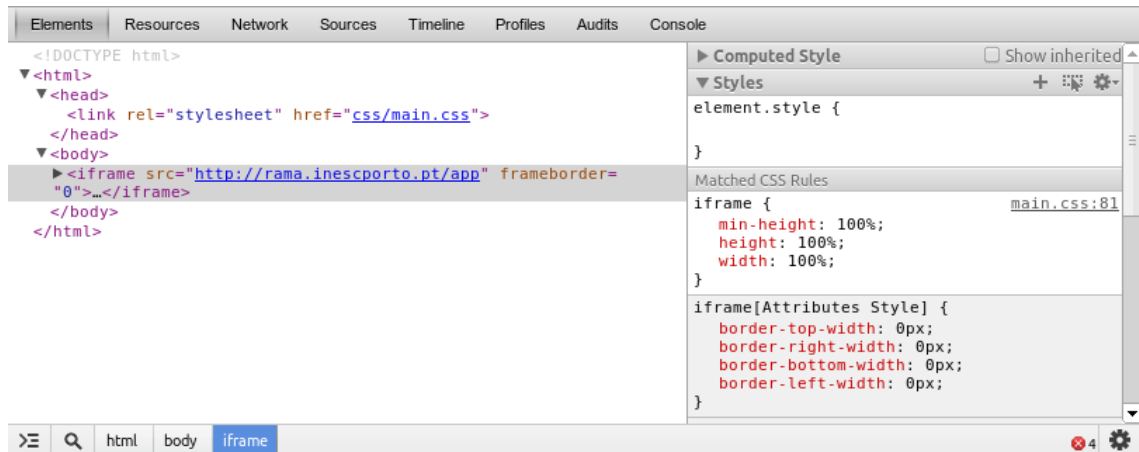 Elements Resources Network Sources Timeline Profiles Audits Console
<!DOCTYPE html>
▼<html>
▼<head>
<link rel="stylesheet" href="css/main.css">
</head>
▼<body>
▶<iframe src="http://rama.inescporto.pt/app" frameborder=
"0">…</iframe>
</body>
</html>
▶ Computed Style Show inherited
▼ Styles
element.style {
}
Matched CSS Rules
iframe { main.css:81
min-height: 100%;
height: 100%;
width: 100%;
}
iframe[Attributes Style] {
border-top-width: 0px;
border-right-width: 0px;
border-bottom-width: 0px;
border-left-width: 0px;
}
html body iframe 4